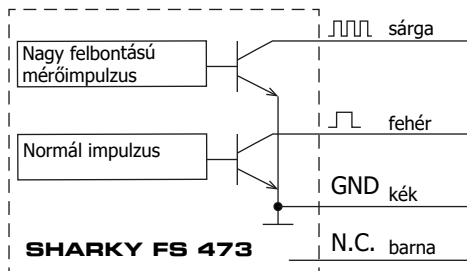 Nagy felbontású
mérőimpulzus
sárga
Normál impulzus
fehér
GND kék
SHARKY FS 473
N.C. barna